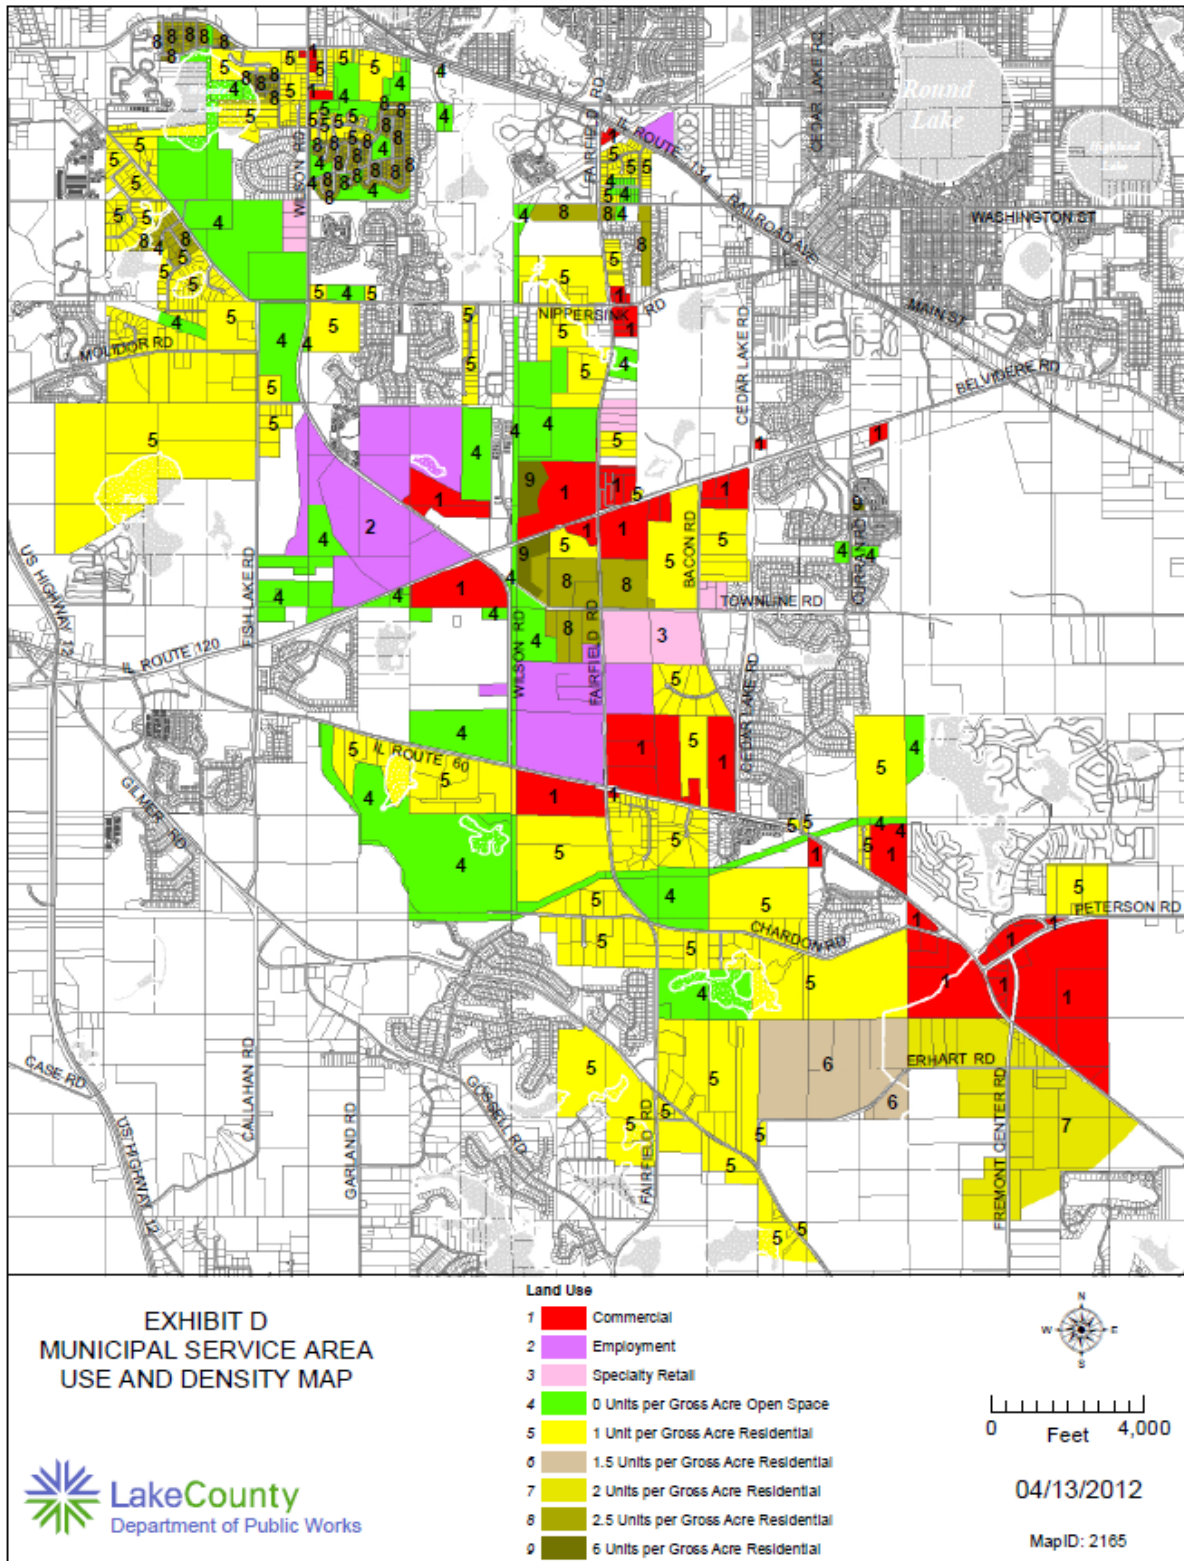 CEDAR LAKE RD
FAIRFIELD RD
IL ROUTE 134
Round
Lake
Highland
Lake
WILSON RD
RAILROAD AVE
WASHINGTON ST
NIPPERSINK RD
MAIN ST
MOLIDOR RD
CEDAR LAKE RD
BELVIDERE RD
US HIGHWAY 12
FISH LAKE RD
BACON RD
CURRAN RD
TOWNLINE RD
IL ROUTE 120
WILSON RD
FAIRFIELD RD
CEDAR LAKE RD
IL ROUTE 60
GILMER RD
PETERSON RD
CHARDON RD
CASE RD
CALLAHAN RD
GOSSELL RD
ERHART RD
US HIGHWAY 12
GARLAND RD
FAIRFIELD RD
FREMONT CENTER RD
EXHIBIT D
MUNICIPAL SERVICE AREA
USE AND DENSITY MAP
LakeCounty
Department of Public Works
Land Use
1 Commercial
2 Employment
3 Specialty Retail
4 0 Units per Gross Acre Open Space
5 1 Unit per Gross Acre Residential
6 1.5 Units per Gross Acre Residential
7 2 Units per Gross Acre Residential
8 2.5 Units per Gross Acre Residential
9 6 Units per Gross Acre Residential
N
W E
S
0 Feet 4,000
04/13/2012
MapID: 2165